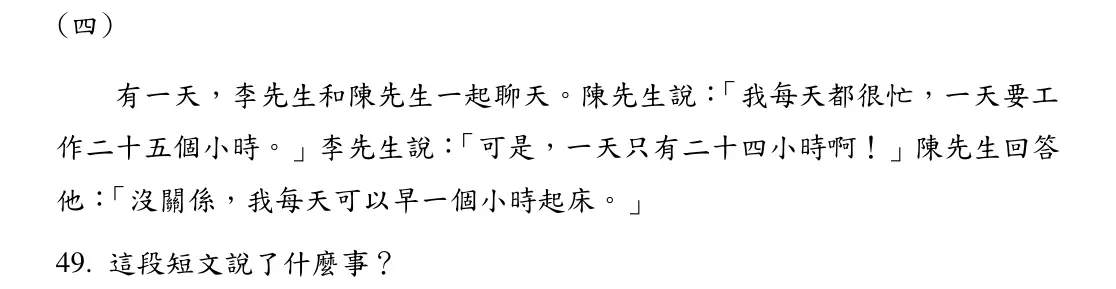 （四）
有一天，李先生和陳先生一起聊天。陳先生說：「我每天都很忙，一天要工
作二十五個小時。」李先生說：「可是，一天只有二十四小時啊！」陳先生回答
他：「沒關係，我每天可以早一個小時起床。」
49. 這段短文說了什麼事？